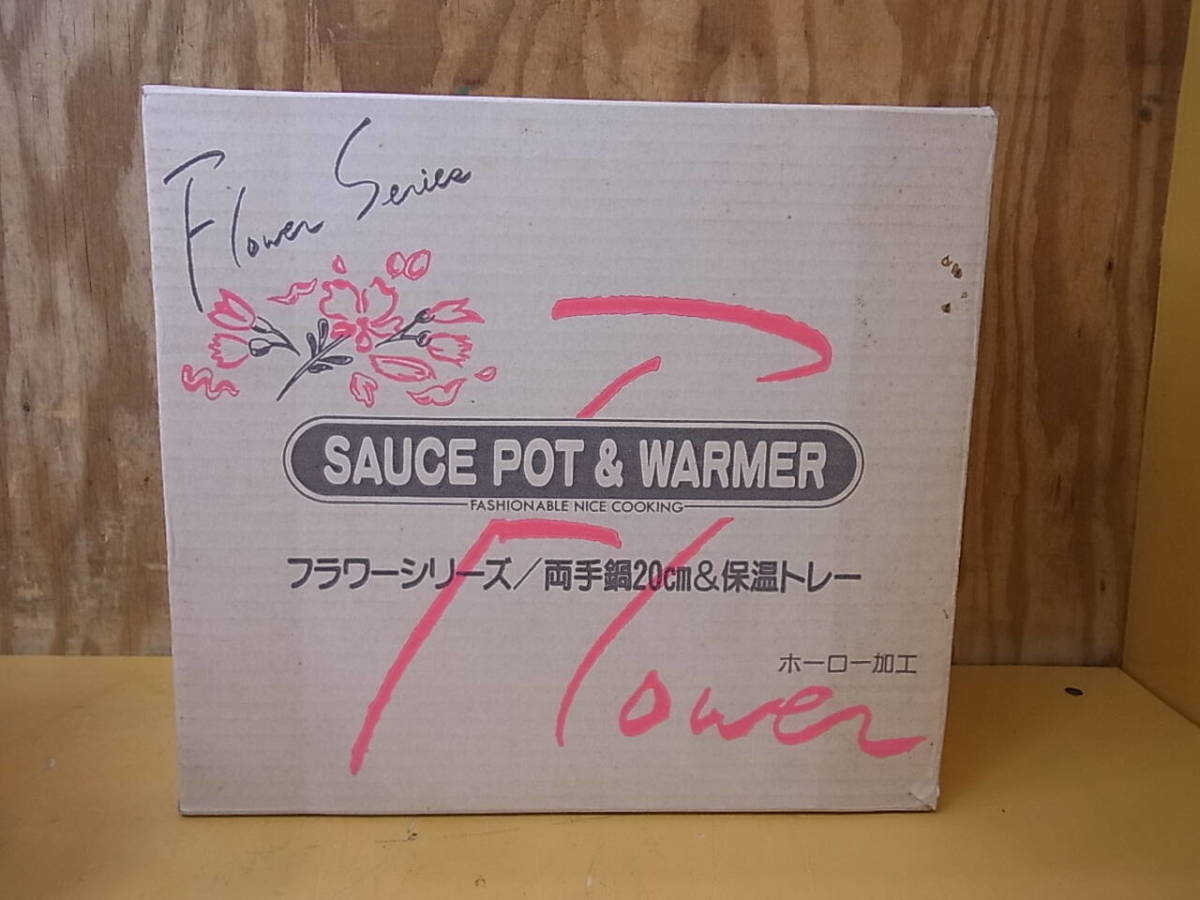 Flower Series
SAUCE POT & WARMER
FASHIONABLE NICE COOKING
フラワーシリーズ/両手鍋20cm&保温トレー
ホーロー加工
Flower